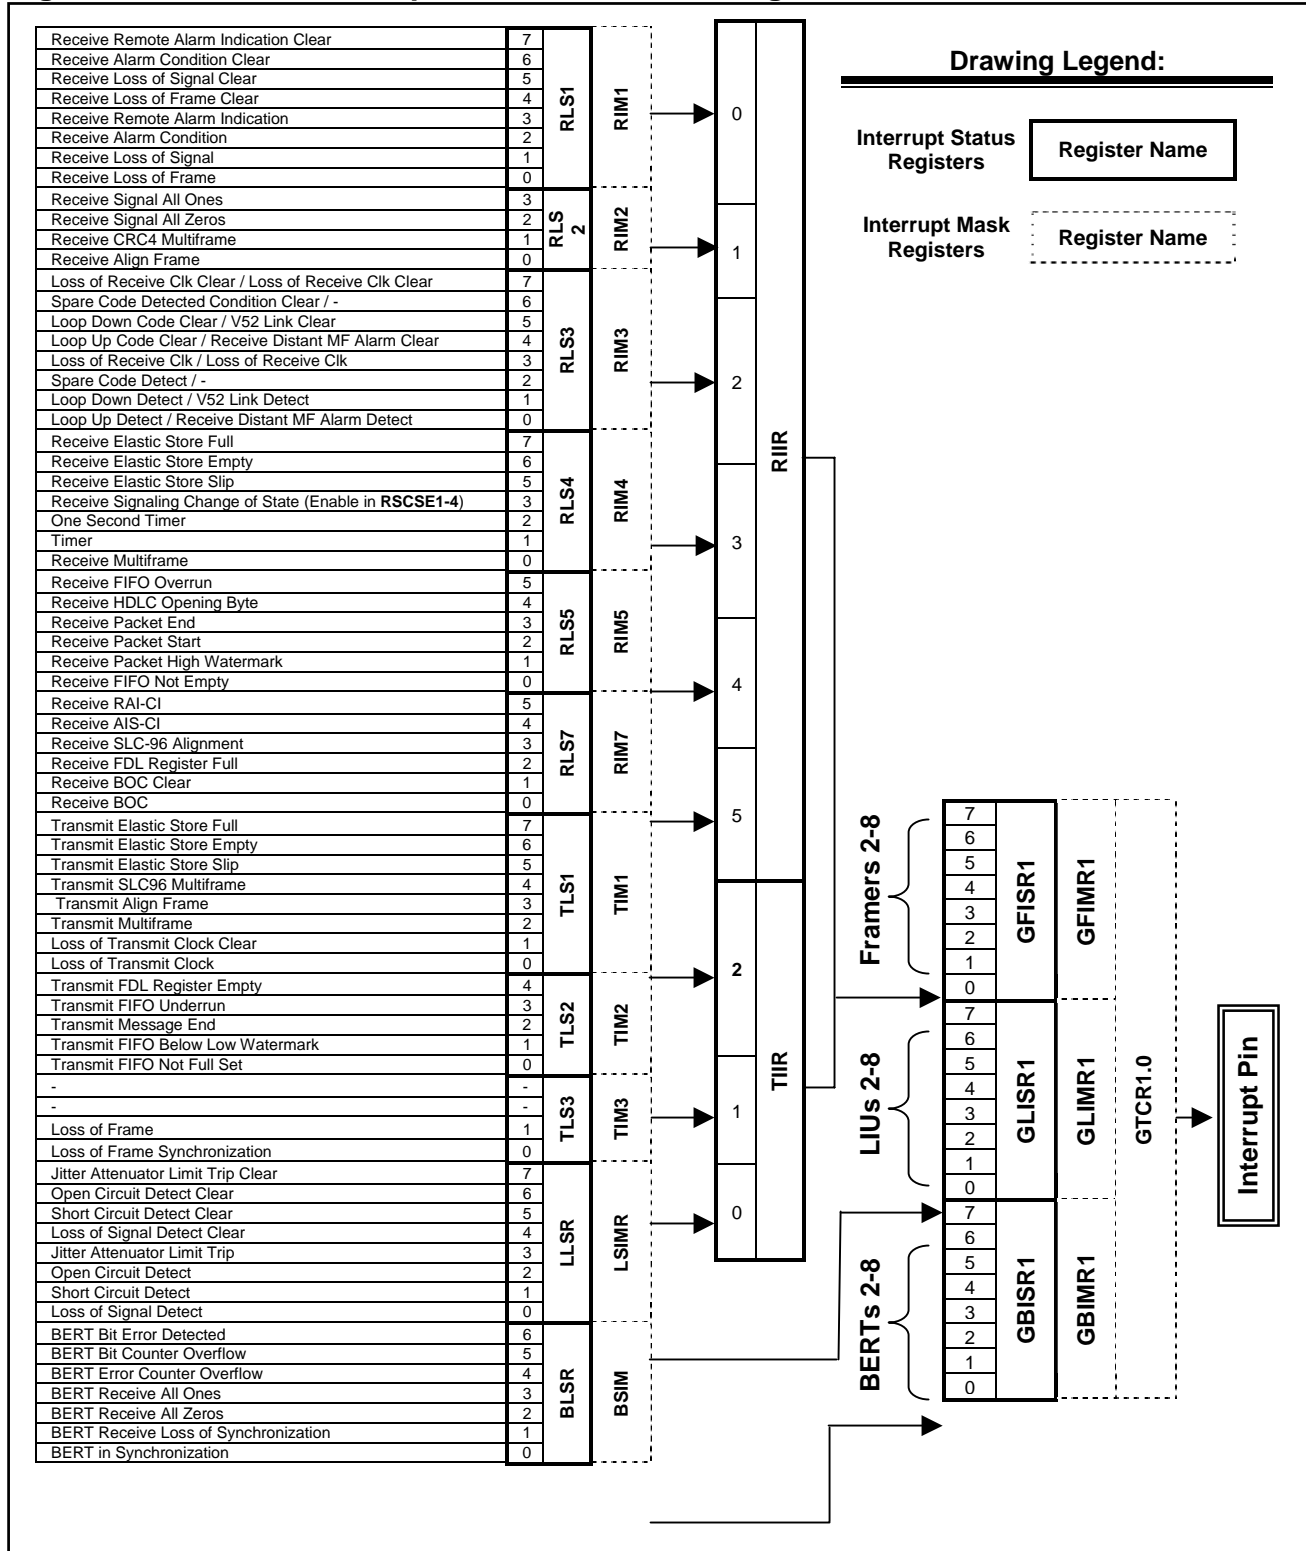 Receive Remote Alarm Indication Clear 7
Receive Alarm Condition Clear 6
Receive Loss of Signal Clear 5
Receive Loss of Frame Clear 4
Receive Remote Alarm Indication 3
Receive Alarm Condition 2
Receive Loss of Signal 1
Receive Loss of Frame 0
RLS1
RIM1
Receive Signal All Ones 3
Receive Signal All Zeros 2
Receive CRC4 Multiframe 1
Receive Align Frame 0
RLS
2
RIM2
Loss of Receive Clk Clear / Loss of Receive Clk Clear 7
Spare Code Detected Condition Clear / - 6
Loop Down Code Clear / V52 Link Clear 5
Loop Up Code Clear / Receive Distant MF Alarm Clear 4
Loss of Receive Clk / Loss of Receive Clk 3
Spare Code Detect / - 2
Loop Down Detect / V52 Link Detect 1
Loop Up Detect / Receive Distant MF Alarm Detect 0
RLS3
RIM3
Receive Elastic Store Full 7
Receive Elastic Store Empty 6
Receive Elastic Store Slip 5
Receive Signaling Change of State (Enable in RSCSE1-4) 3
One Second Timer 2
Timer 1
Receive Multiframe 0
RLS4
RIM4
Receive FIFO Overrun 5
Receive HDLC Opening Byte 4
Receive Packet End 3
Receive Packet Start 2
Receive Packet High Watermark 1
Receive FIFO Not Empty 0
RLS5
RIM5
Receive RAI-CI 5
Receive AIS-CI 4
Receive SLC-96 Alignment 3
Receive FDL Register Full 2
Receive BOC Clear 1
Receive BOC 0
RLS7
RIM7
Transmit Elastic Store Full 7
Transmit Elastic Store Empty 6
Transmit Elastic Store Slip 5
Transmit SLC96 Multiframe 4
Transmit Align Frame 3
Transmit Multiframe 2
Loss of Transmit Clock Clear 1
Loss of Transmit Clock 0
TLS1
TIM1
Transmit FDL Register Empty 4
Transmit FIFO Underrun 3
Transmit Message End 2
Transmit FIFO Below Low Watermark 1
Transmit FIFO Not Full Set 0
TLS2
TIM2
- -
- -
Loss of Frame 1
Loss of Frame Synchronization 0
TLS3
TIM3
Jitter Attenuator Limit Trip Clear 7
Open Circuit Detect Clear 6
Short Circuit Detect Clear 5
Loss of Signal Detect Clear 4
Jitter Attenuator Limit Trip 3
Open Circuit Detect 2
Short Circuit Detect 1
Loss of Signal Detect 0
LLSR
LSIMR
BERT Bit Error Detected 6
BERT Bit Counter Overflow 5
BERT Error Counter Overflow 4
BERT Receive All Ones 3
BERT Receive All Zeros 2
BERT Receive Loss of Synchronization 1
BERT in Synchronization 0
BLSR
BSIM
0
1
2
3
4
5
RIIR
2
1
0
TIIR
Drawing Legend:
Interrupt Status
Registers
Register Name
Interrupt Mask
Registers
Register Name
Framers 2-8
7
6
5
4
3
2
1
0
GFISR1
GFIMR1
LIUs 2-8
7
6
5
4
3
2
1
0
GLISR1
GLIMR1
BERTs 2-8
7
6
5
4
3
2
1
0
GBISR1
GBIMR1
GTCR1.0
Interrupt Pin